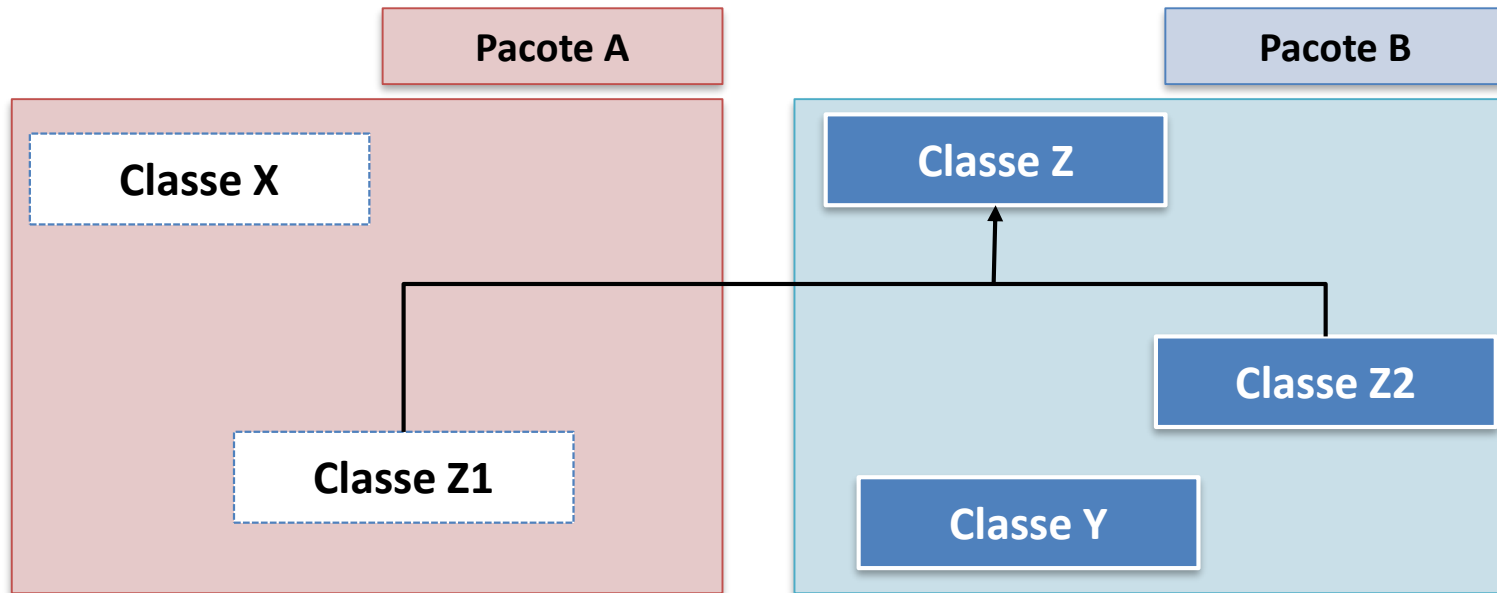 Pacote A
Pacote B
Classe X
Classe Z
Classe Z2
Classe Z1
Classe Y